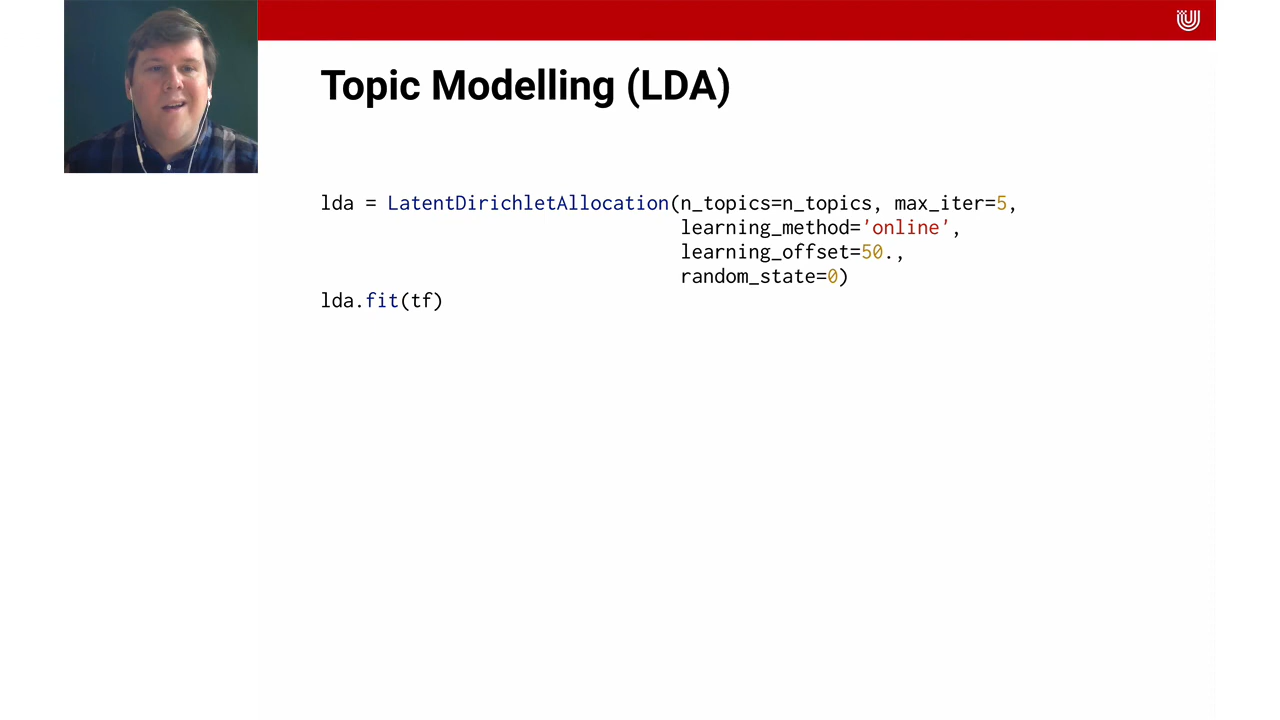 Topic Modelling (LDA)
lda = LatentDirichletAllocation(n_topics=n_topics, max_iter=5,
learning_method='online',
learning_offset=50.,
random_state=0)
lda.fit(tf)